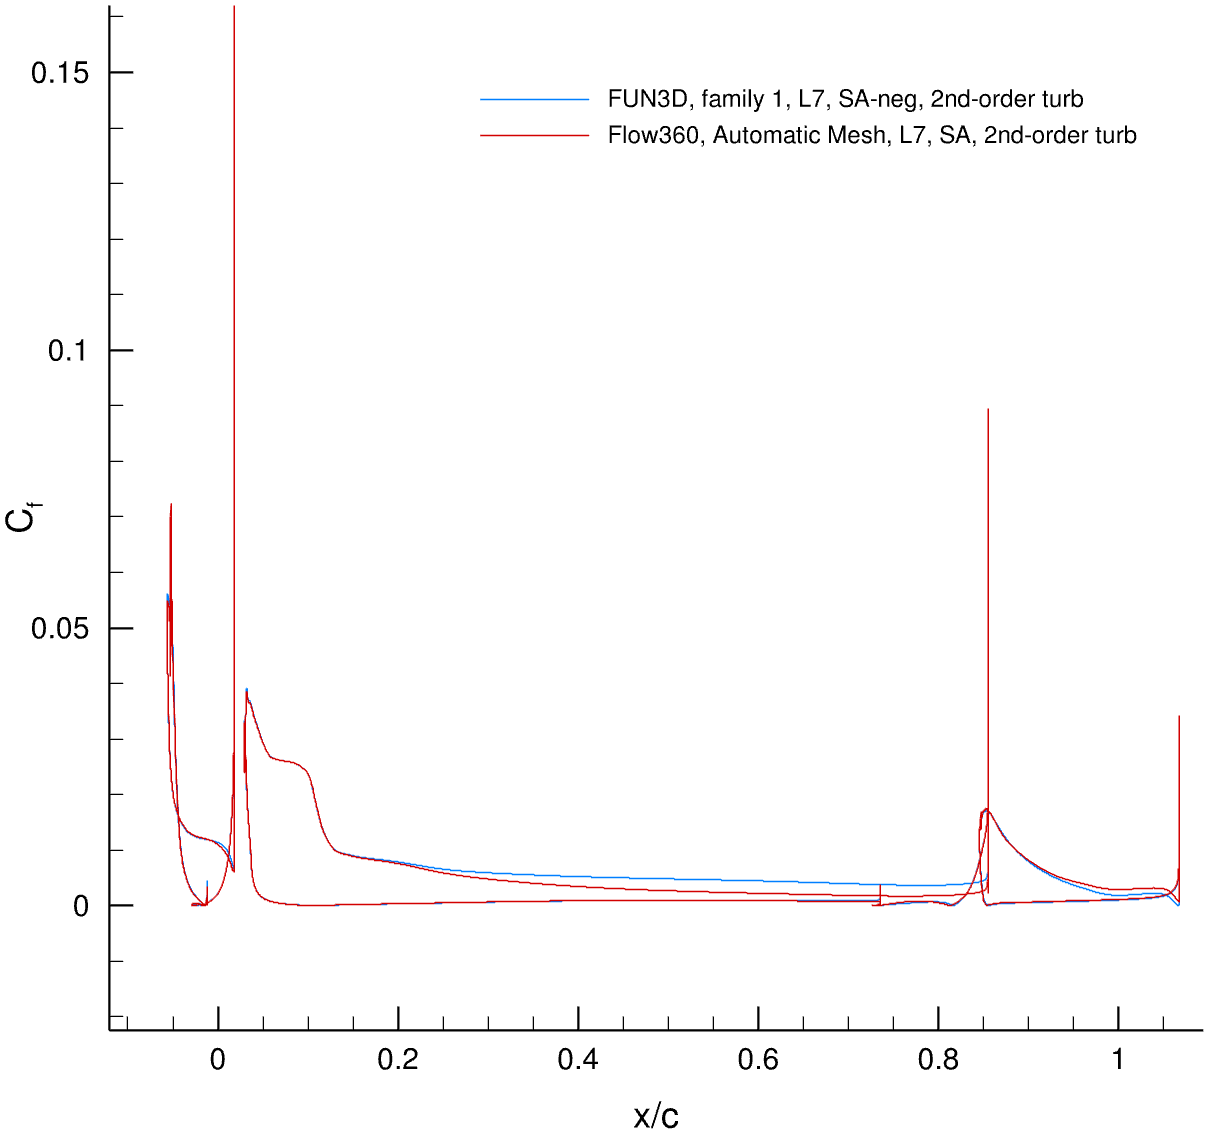 0.15
FUN3D, family 1, L7, SA-neg, 2nd-order turb
Flow360, Automatic Mesh, L7, SA, 2nd-order turb
0.1
Cf
0.05
0
0 0.2 0.4 0.6 0.8 1
x/c